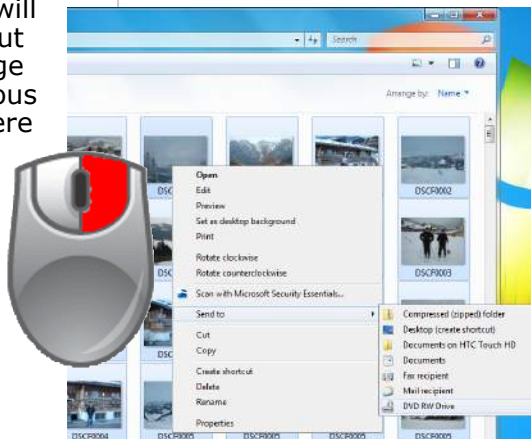 will
ut
ge
ous
ere
Search
Arrange by: Name
DSC
DSCF0002
DSC
DSCF0003
DSC
DSCF0004
DSCF0005
DSCF0005
DSCF0005
Open
Edit
Preview
Set as desktop background
Print
Rotate clockwise
Rotate counterclockwise
Scan with Microsoft Security Essentials...
Send to
Cut
Copy
Create shortcut
Delete
Rename
Properties
Compressed (zipped) folder
Desktop (create shortcut)
Documents on HTC Touch HD
Documents
Fax recipient
Mail recipient
DVD RW Drive